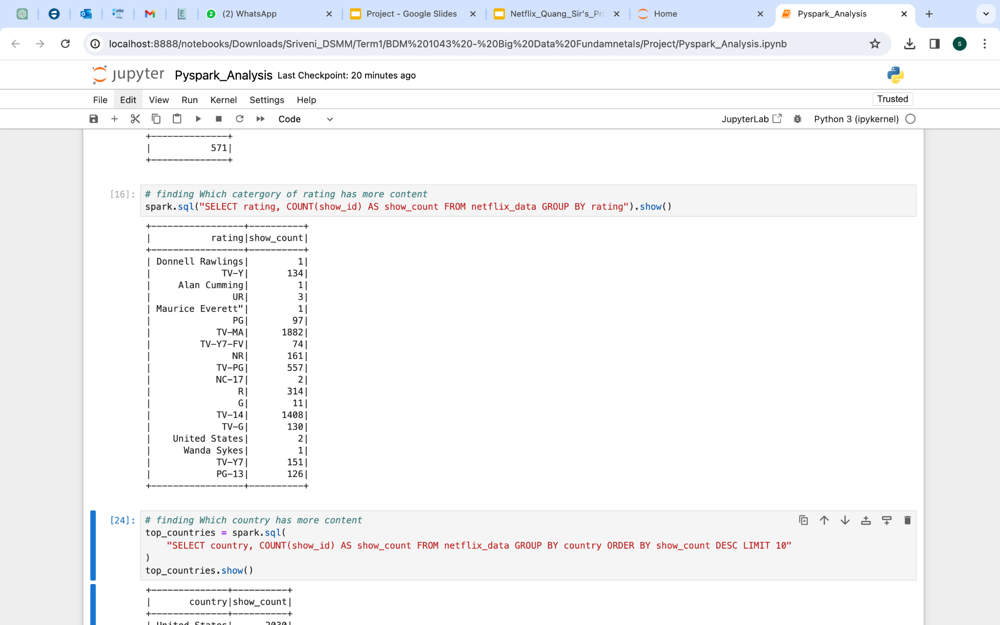 (2) WhatsApp
Project - Google Slides
Netflix_Quang_Sir's_Pro
Home
Pyspark_Analysis
localhost:8888/notebooks/Downloads/Sriveni_DSMM/Term1/BDM%201043%20-%20Big%20Data%20Fundamnetals/Project/Pyspark_Analysis.ipynb
jupyter Pyspark_Analysis Last Checkpoint: 20 minutes ago
File Edit View Run Kernel Settings Help Trusted
Code JupyterLab Python 3 (ipykernel)
+--------------+
|           571|
+--------------+
[16]: # finding Which catergory of rating has more content
spark.sql("SELECT rating, COUNT(show_id) AS show_count FROM netflix_data GROUP BY rating").show()
+-----------------+----------+
|           rating|show_count|
+-----------------+----------+
| Donnell Rawlings|         1|
|             TV-Y|       134|
|     Alan Cumming|         1|
|               UR|         3|
| Maurice Everett"|         1|
|               PG|        97|
|            TV-MA|      1882|
|         TV-Y7-FV|        74|
|               NR|       161|
|            TV-PG|       557|
|            NC-17|         2|
|                R|       314|
|                G|        11|
|            TV-14|      1408|
|             TV-G|       130|
|    United States|         2|
|      Wanda Sykes|         1|
|            TV-Y7|       151|
|            PG-13|       126|
+-----------------+----------+
[24]: # finding Which country has more content
top_countries = spark.sql(
    "SELECT country, COUNT(show_id) AS show_count FROM netflix_data GROUP BY country ORDER BY show_count DESC LIMIT 10"
)
top_countries.show()
+--------------+----------+
|       country|show_count|
+--------------+----------+
| United States|      2030|